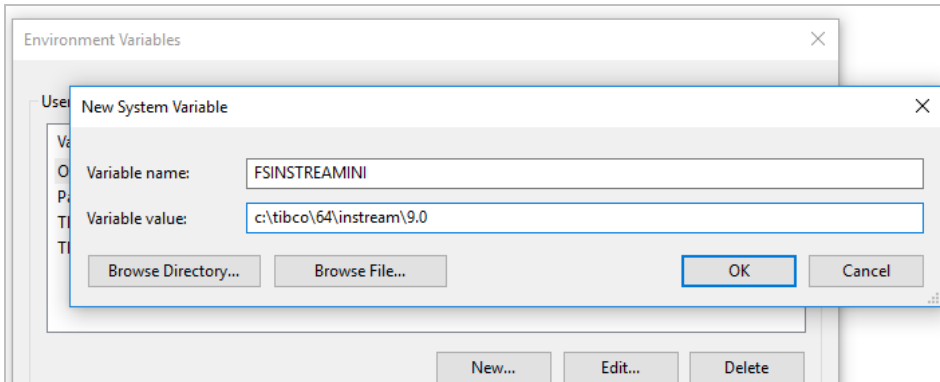 Environment Variables
User
New System Variable
Variable name:
FSINSTREAMINI
Variable value:
c:\tibco\64\instream\9.0
Browse Directory...
Browse File...
OK
Cancel
New...
Edit...
Delete